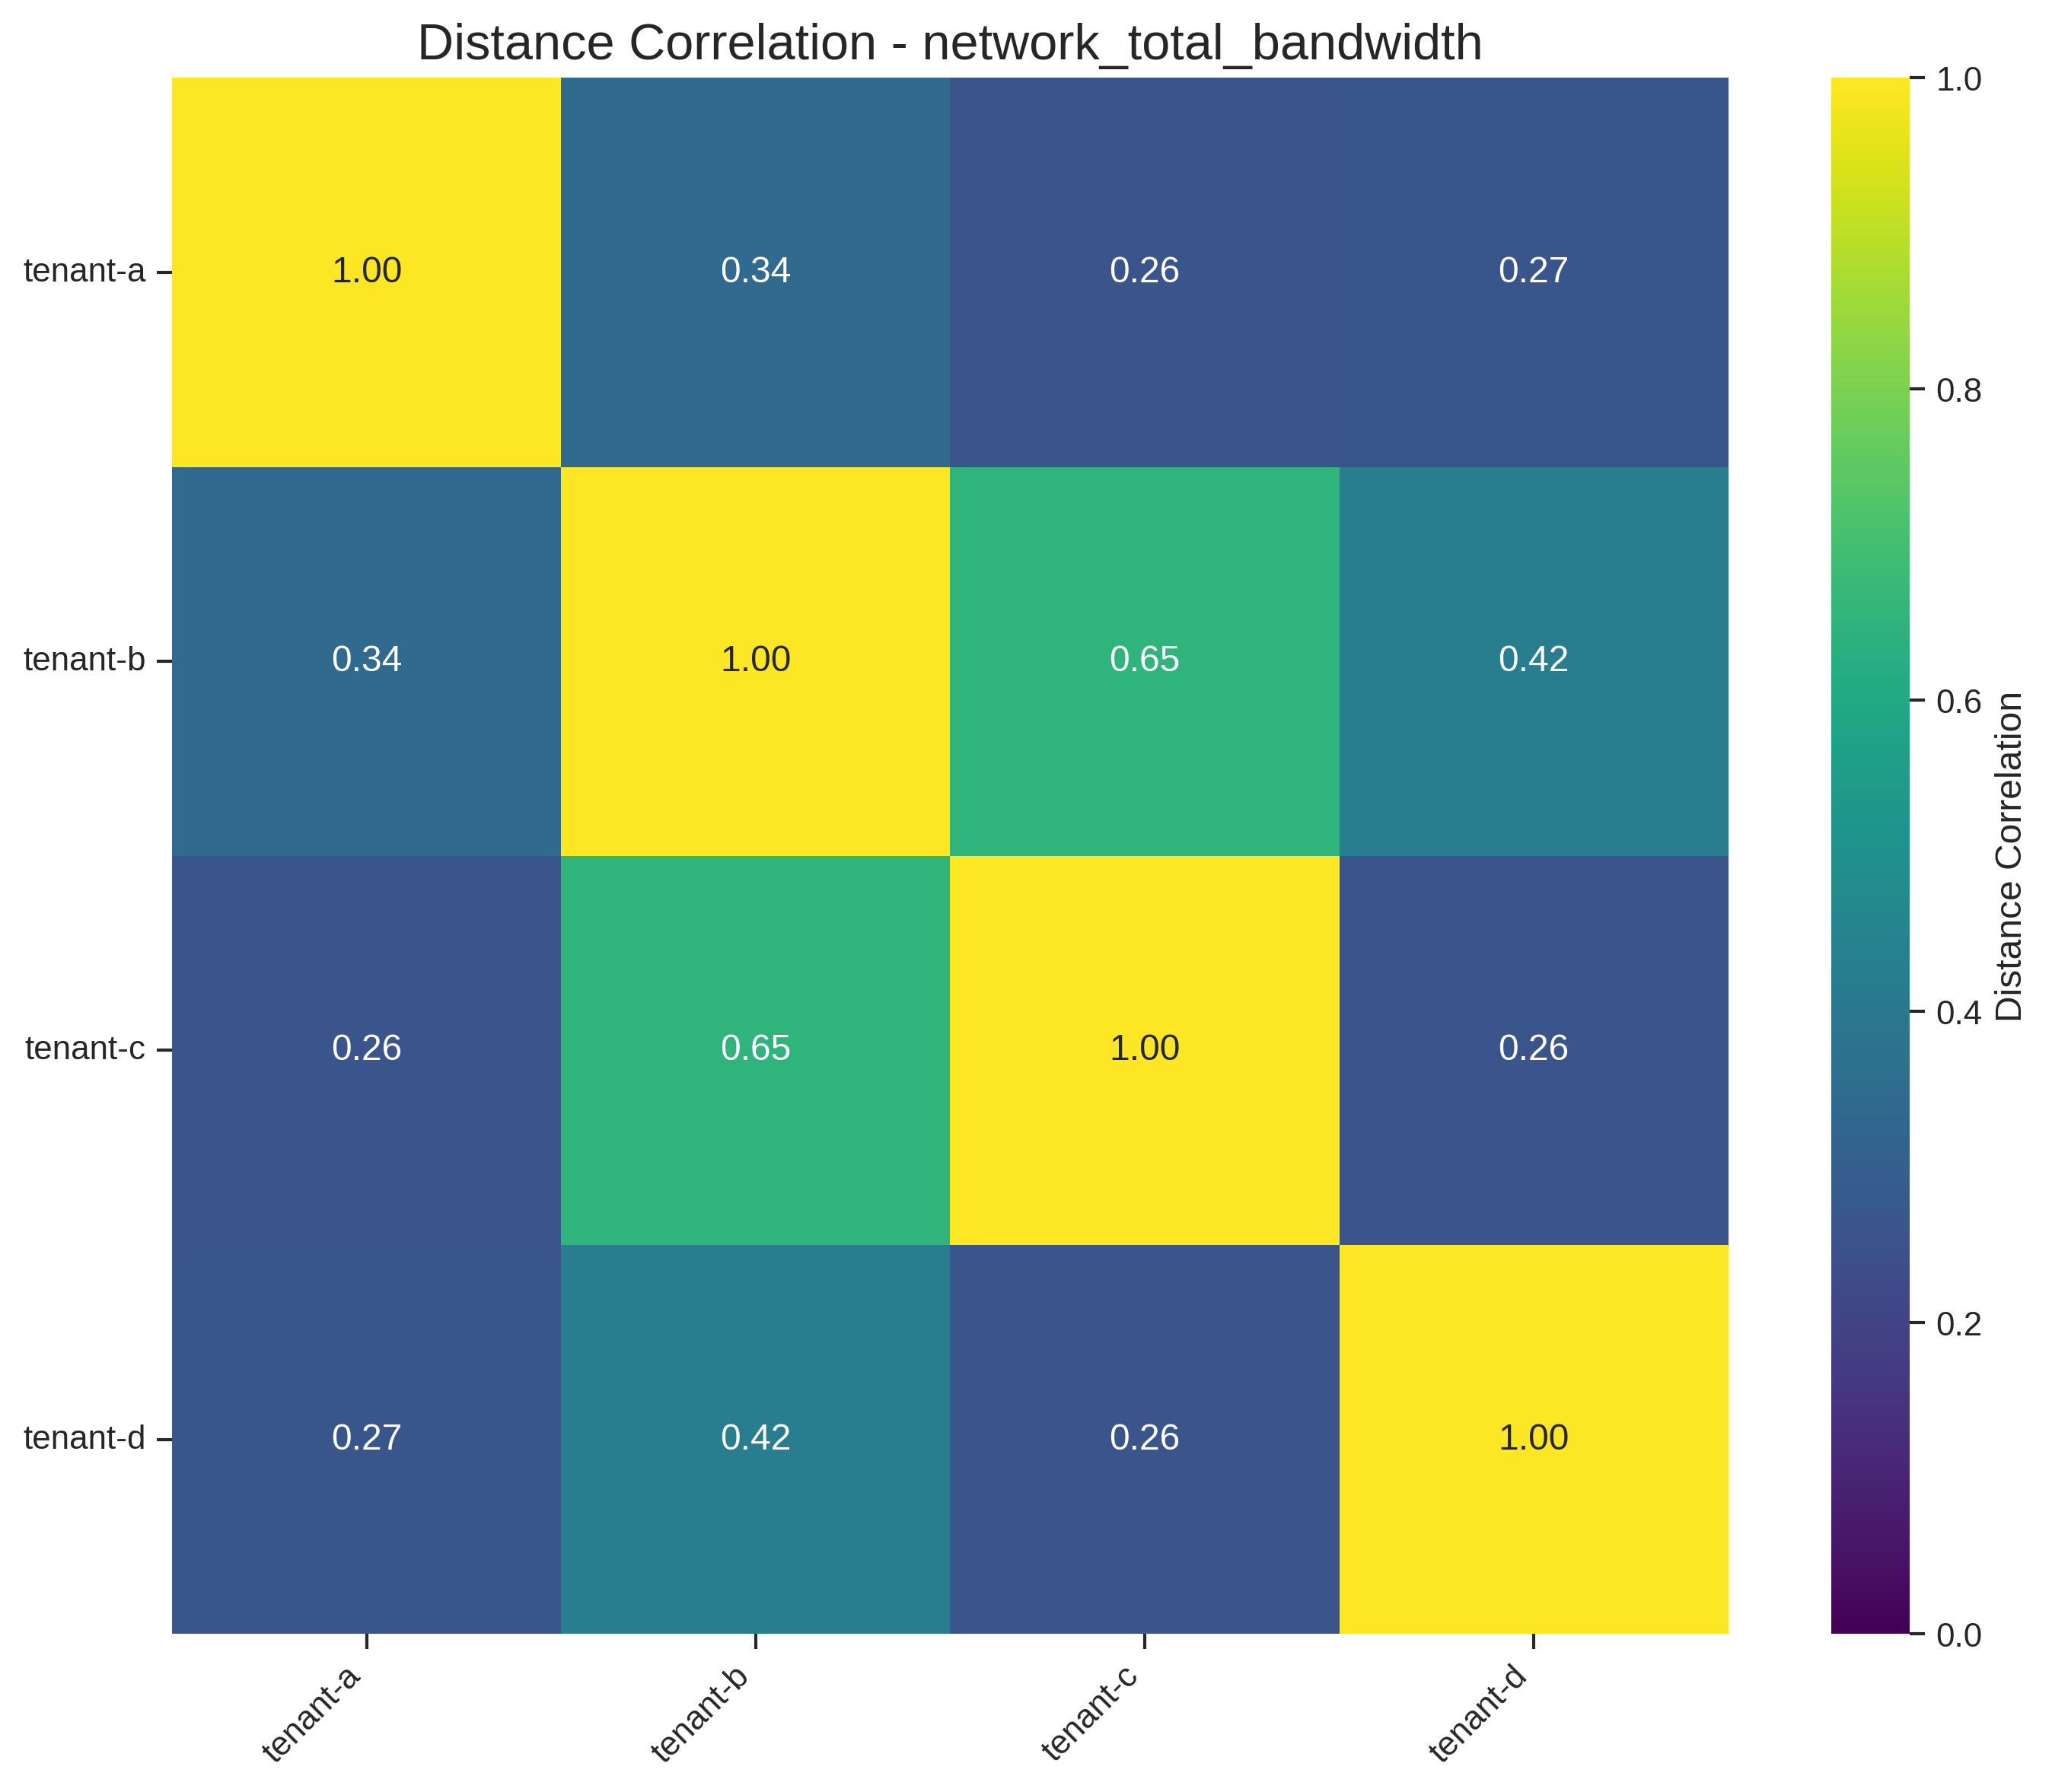 Distance Correlation - network_total_bandwidth
1.0
tenant-a 1.00 0.34 0.26 0.27
0.8
tenant-b 0.34 1.00 0.65 0.42
0.6
Distance Correlation
0.4
tenant-c 0.26 0.65 1.00 0.26
0.2
tenant-d 0.27 0.42 0.26 1.00
0.0
tenant-a tenant-b tenant-c tenant-d